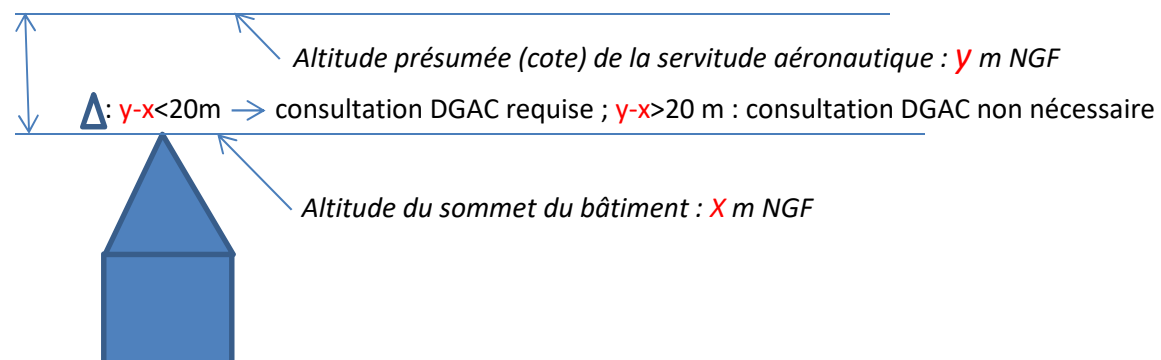 Altitude présumée (cote) de la servitude aéronautique : y m NGF
Δ: y-x<20m → consultation DGAC requise ; y-x>20 m : consultation DGAC non nécessaire
Altitude du sommet du bâtiment : X m NGF